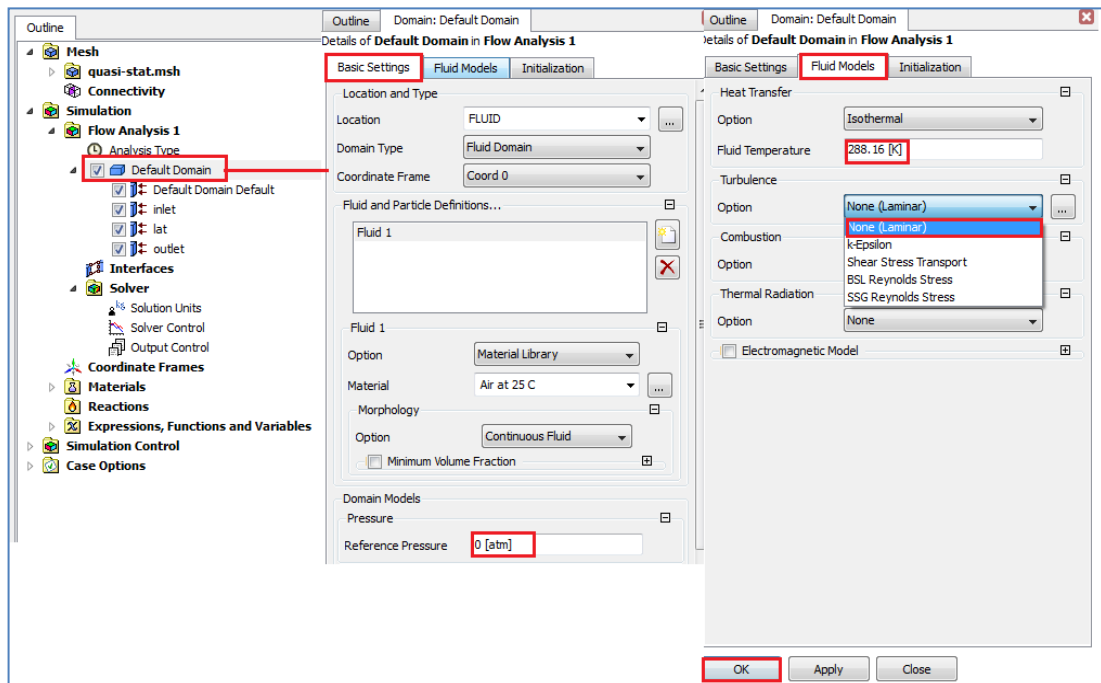 Outline
Mesh
quasi-stat.msh
Connectivity
Simulation
Flow Analysis 1
Analysis Type
Default Domain
Default Domain Default
inlet
lat
outlet
Interfaces
Solver
Solution Units
Solver Control
Output Control
Coordinate Frames
Materials
Reactions
Expressions, Functions and Variables
Simulation Control
Case Options
Outline Domain: Default Domain
Details of Default Domain in Flow Analysis 1
Basic Settings Fluid Models Initialization
Location and Type
Location FLUID ...
Domain Type Fluid Domain
Coordinate Frame Coord 0
Fluid and Particle Definitions...
Fluid 1
Fluid 1
Option Material Library
Material Air at 25 C ...
Morphology
Option Continuous Fluid
Minimum Volume Fraction
Domain Models
Pressure
Reference Pressure 0 [atm]
Outline Domain: Default Domain
Details of Default Domain in Flow Analysis 1
Basic Settings Fluid Models Initialization
Heat Transfer
Option Isothermal
Fluid Temperature 288.16 [K]
Turbulence
Option None (Laminar) ...
None (Laminar)
Combustion k-Epsilon
Option Shear Stress Transport
BSL Reynolds Stress
Thermal Radiation SSG Reynolds Stress
Option None
Electromagnetic Model
OK Apply Close